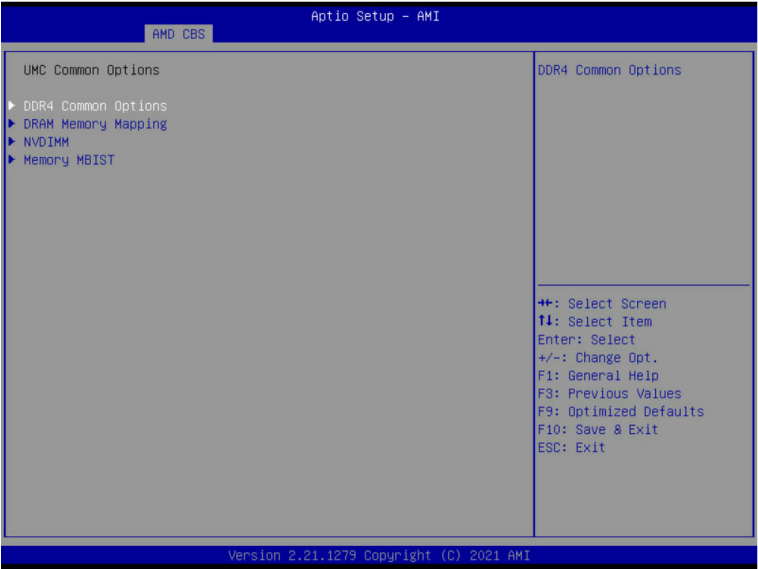 Aptio Setup – AMI
AMD CBS
UMC Common Options
DDR4 Common Options
DRAM Memory Mapping
NVDIMM
Memory MBIST
DDR4 Common Options
→←: Select Screen
↑↓: Select Item
Enter: Select
+/-: Change Opt.
F1: General Help
F3: Previous Values
F9: Optimized Defaults
F10: Save & Exit
ESC: Exit
Version 2.21.1279 Copyright (C) 2021 AMI